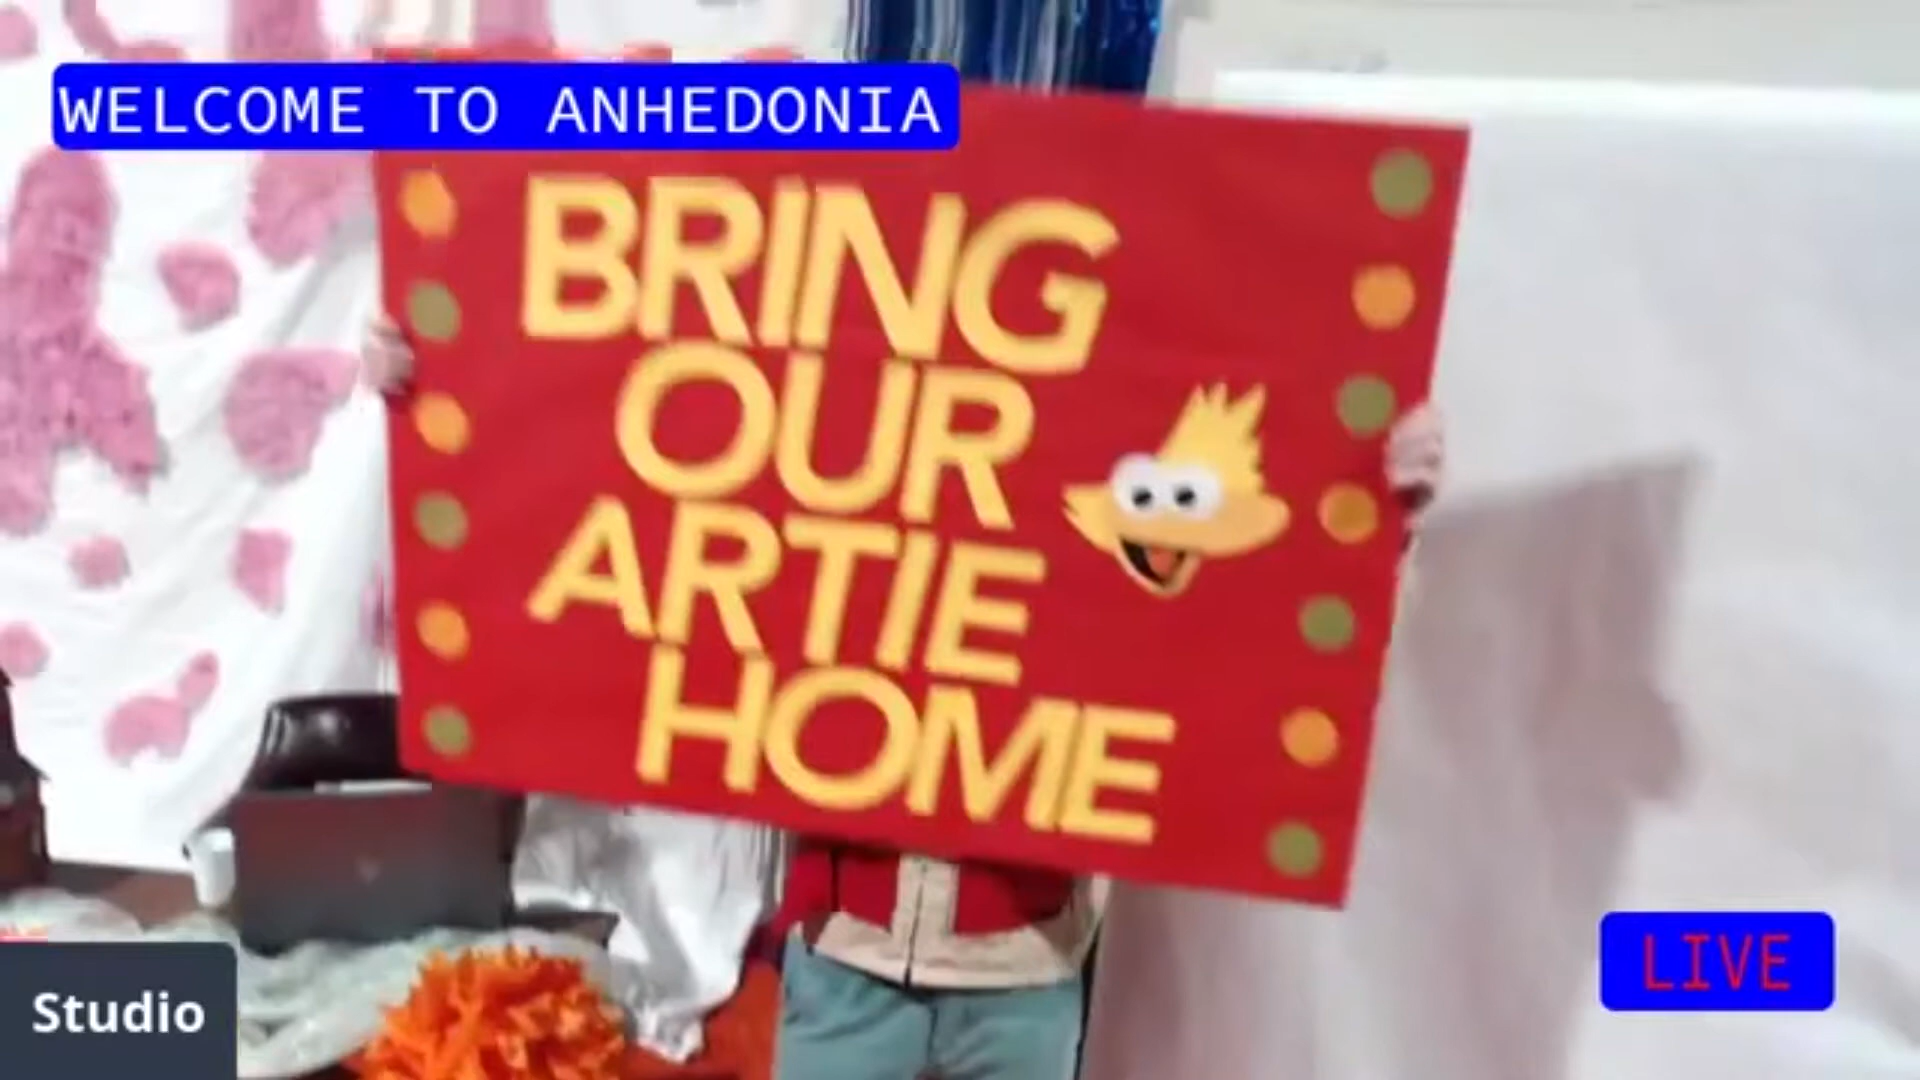 WELCOME TO ANHEDONIA
BRING
OUR
ARTIE
HOME
LIVE
Studio